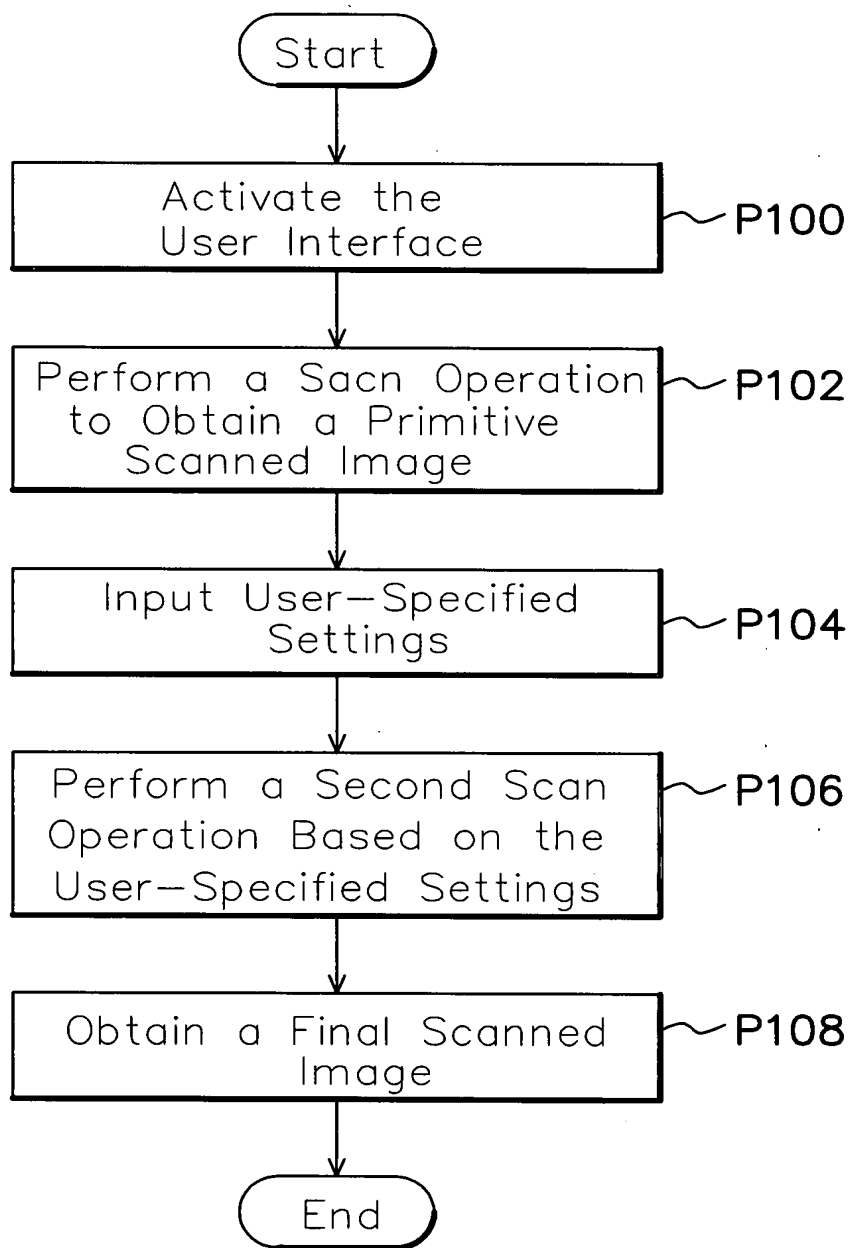 Start
Activate the
User Interface
P100
Perform a Sacn Operation
to Obtain a Primitive
Scanned Image
P102
Input User-Specified
Settings
P104
Perform a Second Scan
Operation Based on the
User-Specified Settings
P106
Obtain a Final Scanned
Image
P108
End